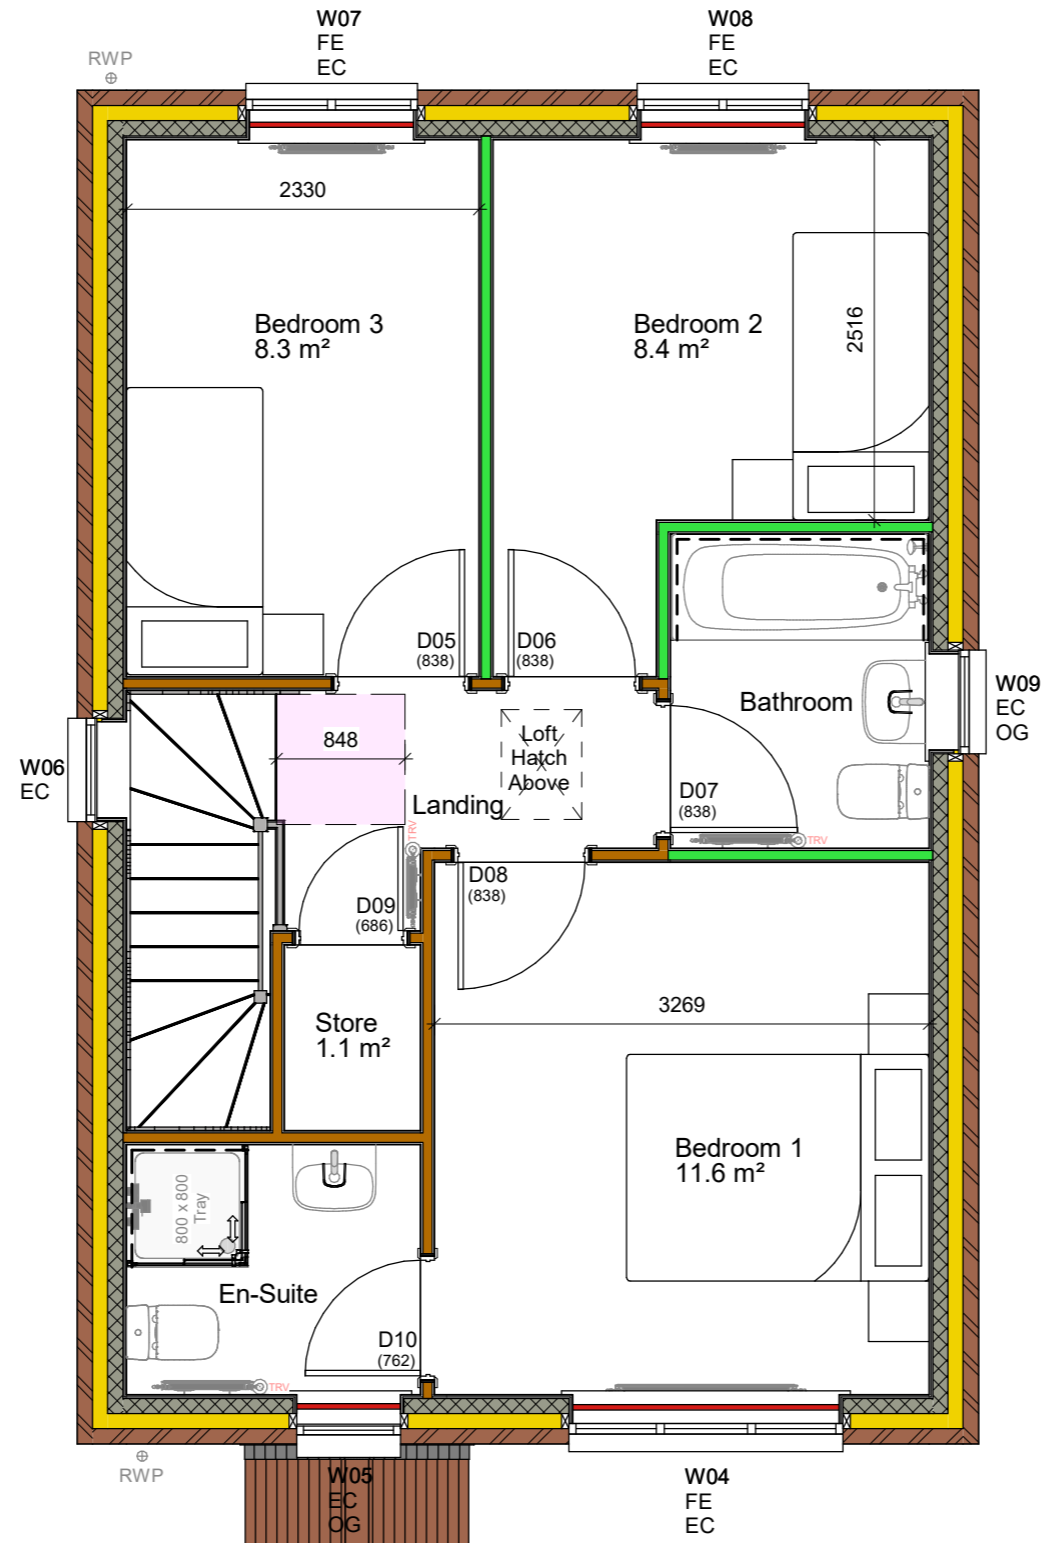 W07
FE
EC
W08
FE
EC
RWP
2330
Bedroom 3
8.3 m²
Bedroom 2
8.4 m²
2516
D05
(838)
D06
(838)
Bathroom
W09
EC
OG
W06
EC
848
Loft
Hatch
Above
Landing
D07
(838)
TRV
TRV
D08
(838)
D09
(686)
3269
Store
1.1 m²
Bedroom 1
11.6 m²
800 x 800
Tray
En-Suite
D10
(762)
TRV
RWP
W05
EC
OG
W04
FE
EC